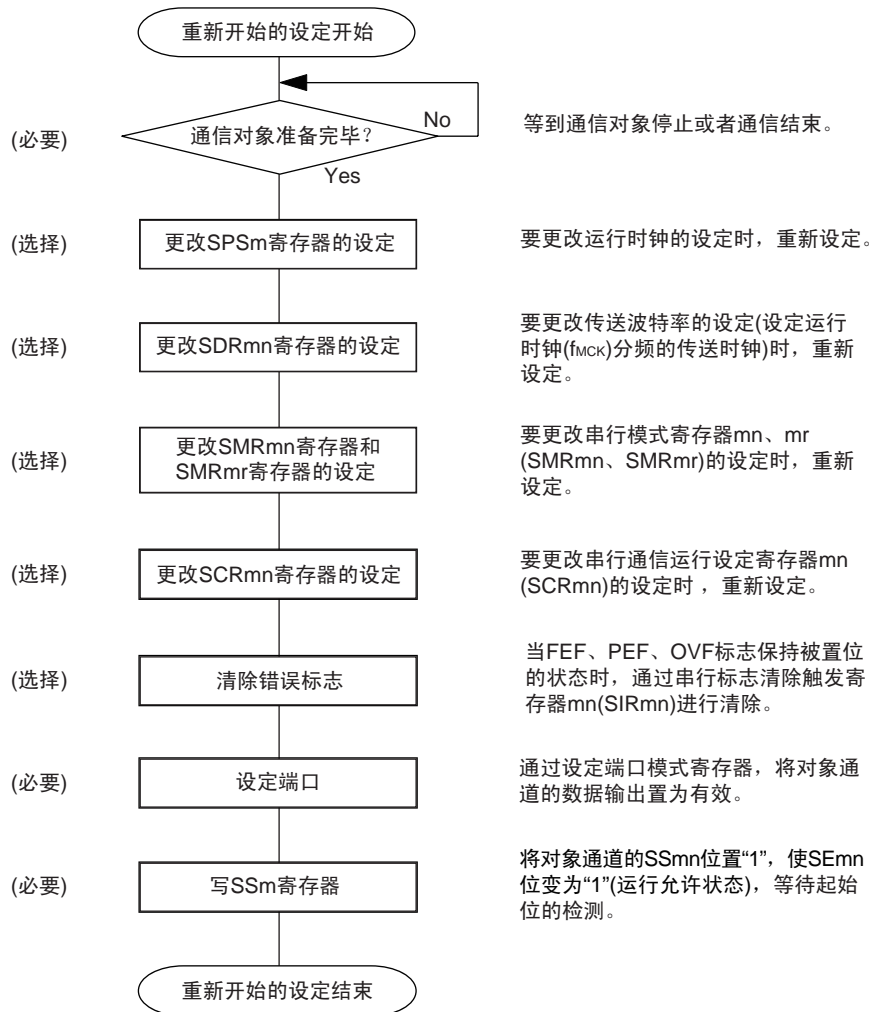 重新开始的设定开始
(必要)
通信对象准备完毕？
No
Yes
等到通信对象停止或者通信结束。
(选择)
更改SPSm寄存器的设定
要更改运行时钟的设定时，重新设定。
(选择)
更改SDRmn寄存器的设定
要更改传送波特率的设定(设定运行
时钟(fMCK)分频的传送时钟)时，重新
设定。
(选择)
更改SMRmn寄存器和
SMRmr寄存器的设定
要更改串行模式寄存器mn、mr
(SMRmn、SMRmr)的设定时，重新
设定。
(选择)
更改SCRmn寄存器的设定
要更改串行通信运行设定寄存器mn
(SCRmn)的设定时 ，重新设定。
(选择)
清除错误标志
当FEF、PEF、OVF标志保持被置位
的状态时，通过串行标志清除触发寄
存器mn(SIRmn)进行清除。
(必要)
设定端口
通过设定端口模式寄存器，将对象通
道的数据输出置为有效。
(必要)
写SSm寄存器
将对象通道的SSmn位置“1”，使SEmn
位变为“1”(运行允许状态)，等待起始
位的检测。
重新开始的设定结束